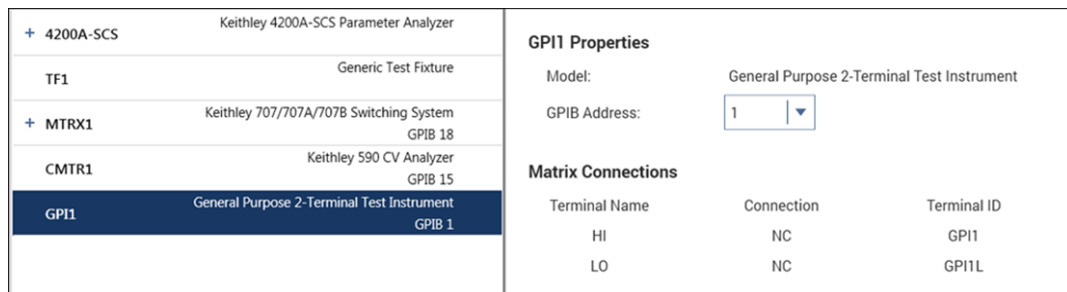 + 4200A-SCS Keithley 4200A-SCS Parameter Analyzer
TF1 Generic Test Fixture
+ MTRX1 Keithley 707/707A/707B Switching System
GPIB 18
CMTR1 Keithley 590 CV Analyzer
GPIB 15
GPI1 General Purpose 2-Terminal Test Instrument
GPIB 1
GPI1 Properties
Model: General Purpose 2-Terminal Test Instrument
GPIB Address: 1
Matrix Connections
Terminal Name Connection Terminal ID
HI NC GPI1
LO NC GPI1L